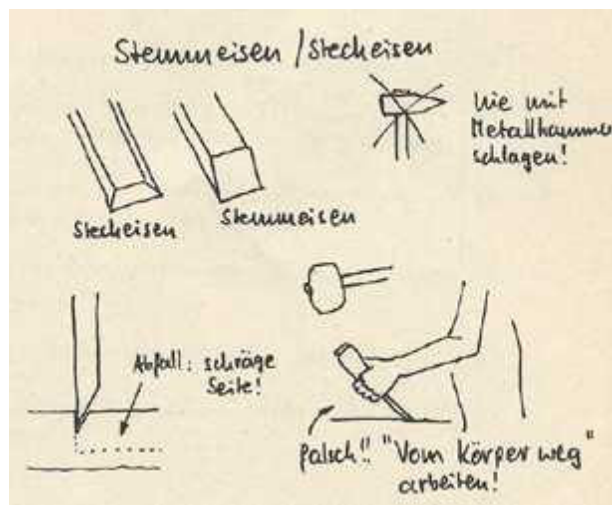 Stemmeisen / Stecheisen
nie mit
Metallhammer
schlagen!
Stecheisen
Stemmeisen
Abfall: schräge
Seite!
falsch!! "Vom Körper weg"
arbeiten!